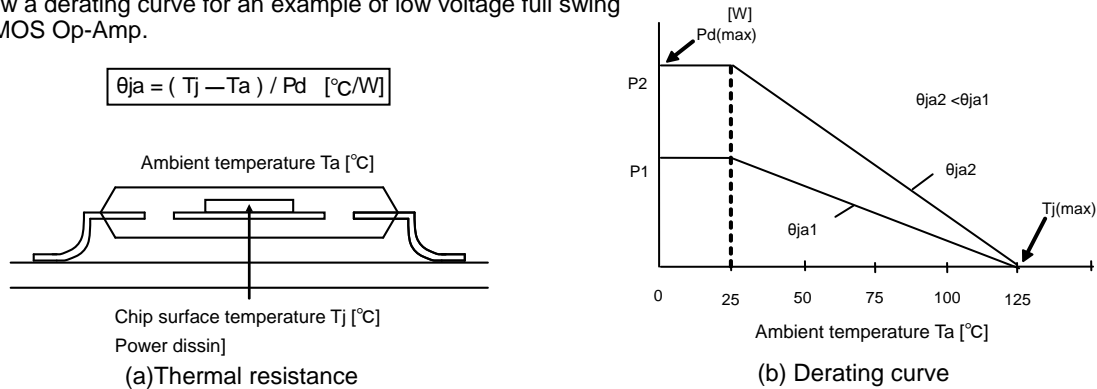 a derating curve for an example of low voltage full swing
MOS Op-Amp.
θja = ( Tj — Ta ) / Pd [°C/W]
Ambient temperature Ta [°C]
Chip surface temperature Tj [°C]
Power dissin]
(a)Thermal resistance
[W]
Pd(max)
P2
P1
θja2 <θja1
θja2
θja1
Tj(max)
0 25 50 75 100 125
Ambient temperature Ta [°C]
(b) Derating curve